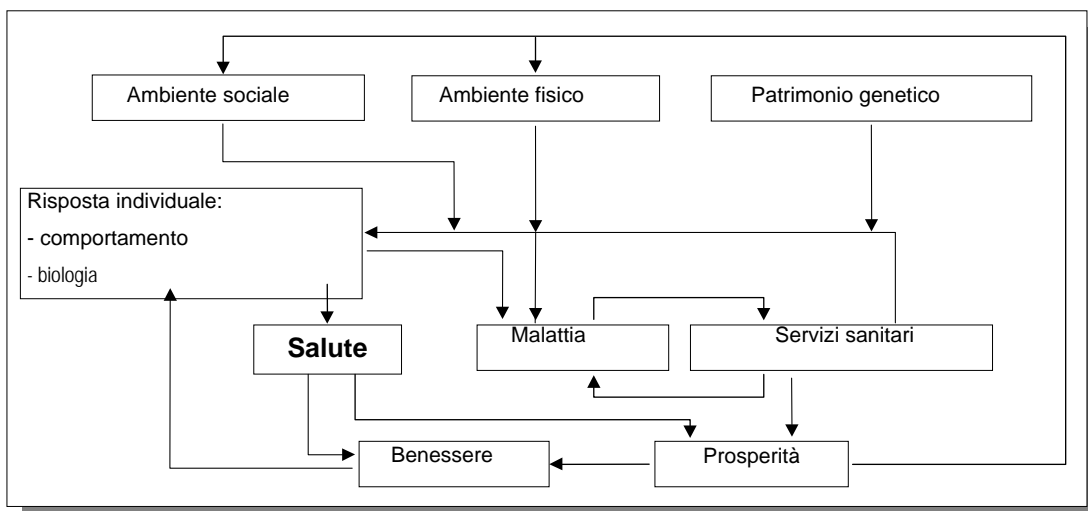 Ambiente sociale
Ambiente fisico
Patrimonio genetico
Risposta individuale:
- comportamento
- biologia
Salute
Malattia
Servizi sanitari
Benessere
Prosperità